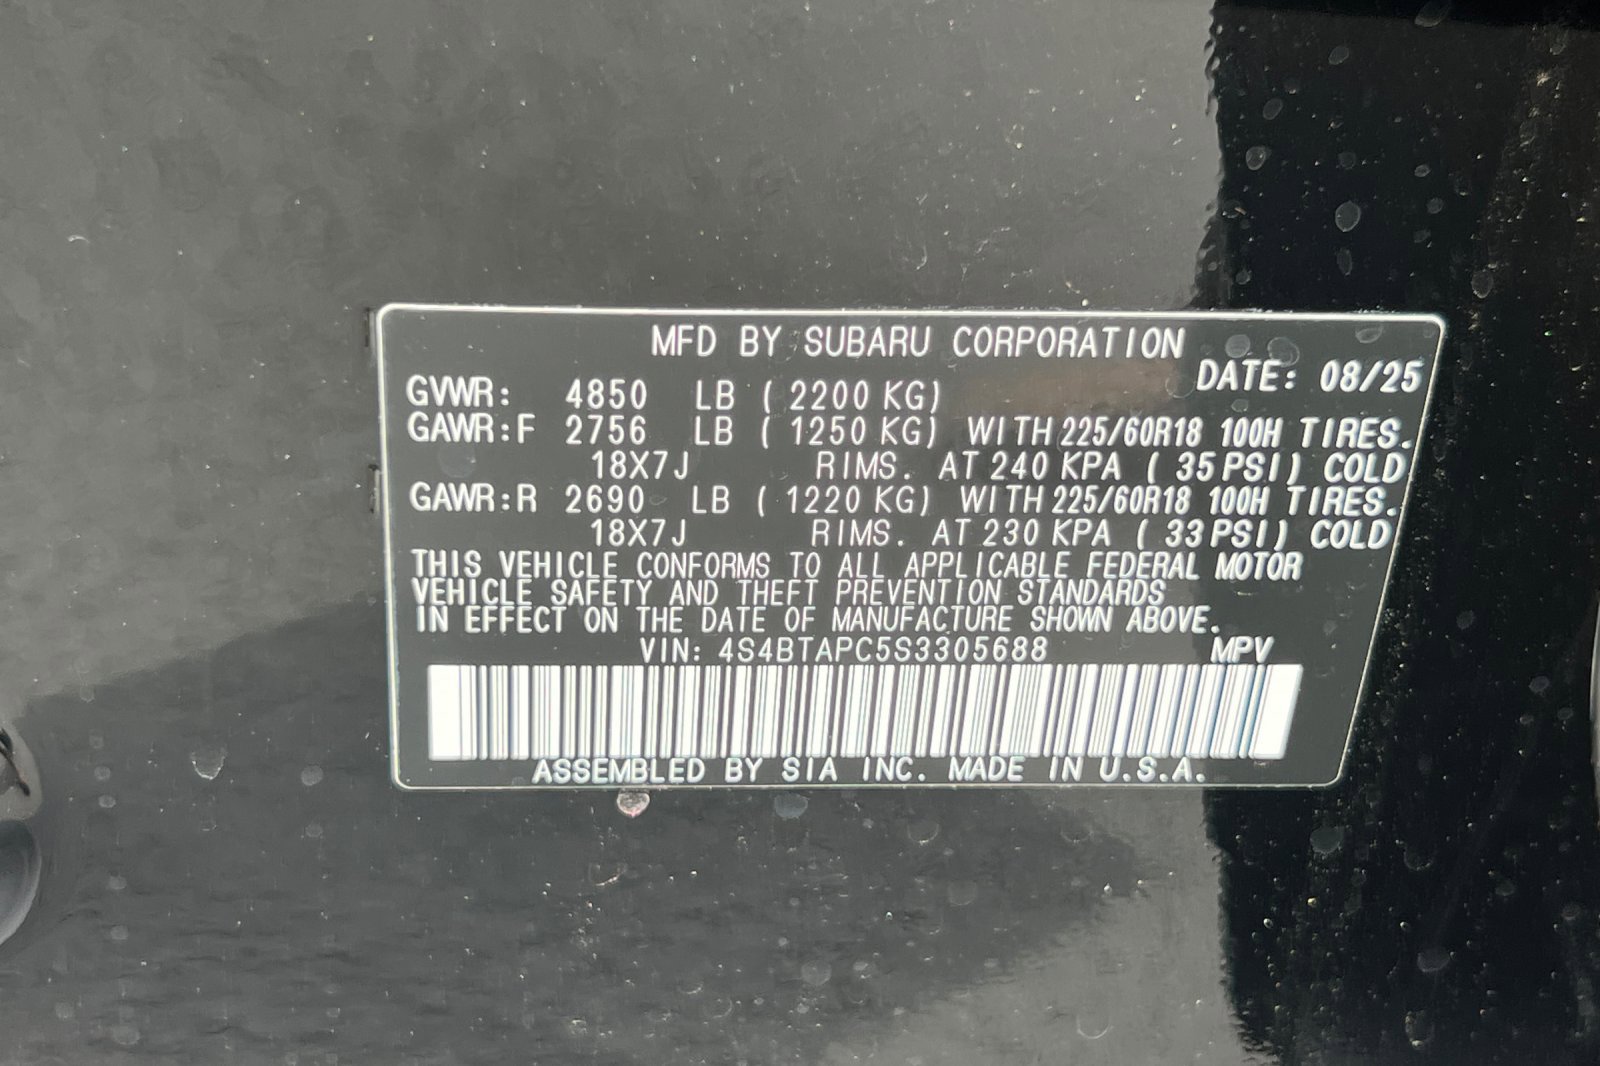 MFD BY SUBARU CORPORATION
DATE: 08/25
GVWR: 4850 LB ( 2200 KG)
GAWR:F 2756 LB ( 1250 KG) WITH 225/60R18 100H TIRES.
18X7J RIMS. AT 240 KPA ( 35 PSI) COLD
GAWR:R 2690 LB ( 1220 KG) WITH 225/60R18 100H TIRES.
18X7J RIMS. AT 230 KPA ( 33 PSI) COLD
THIS VEHICLE CONFORMS TO ALL APPLICABLE FEDERAL MOTOR
VEHICLE SAFETY AND THEFT PREVENTION STANDARDS
IN EFFECT ON THE DATE OF MANUFACTURE SHOWN ABOVE.
VIN: 4S4BTAPC5S3305688 MPV
ASSEMBLED BY SIA INC. MADE IN U.S.A.